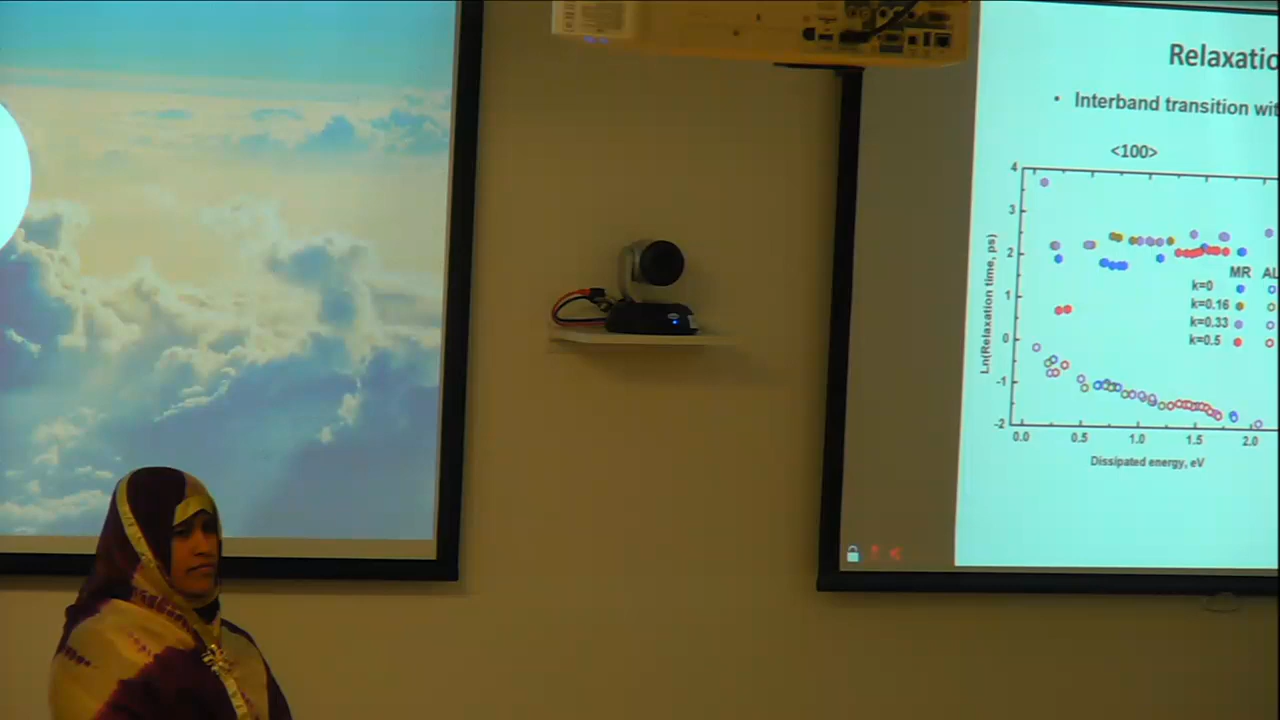 Relaxatio
• Interband transition wit
<100>
4
3
2
1
0
-1
-2
Ln(Relaxation time, ps)
MR AL
k=0
k=0.16
k=0.33
k=0.5
0.0 0.5 1.0 1.5 2.0
Dissipated energy, eV